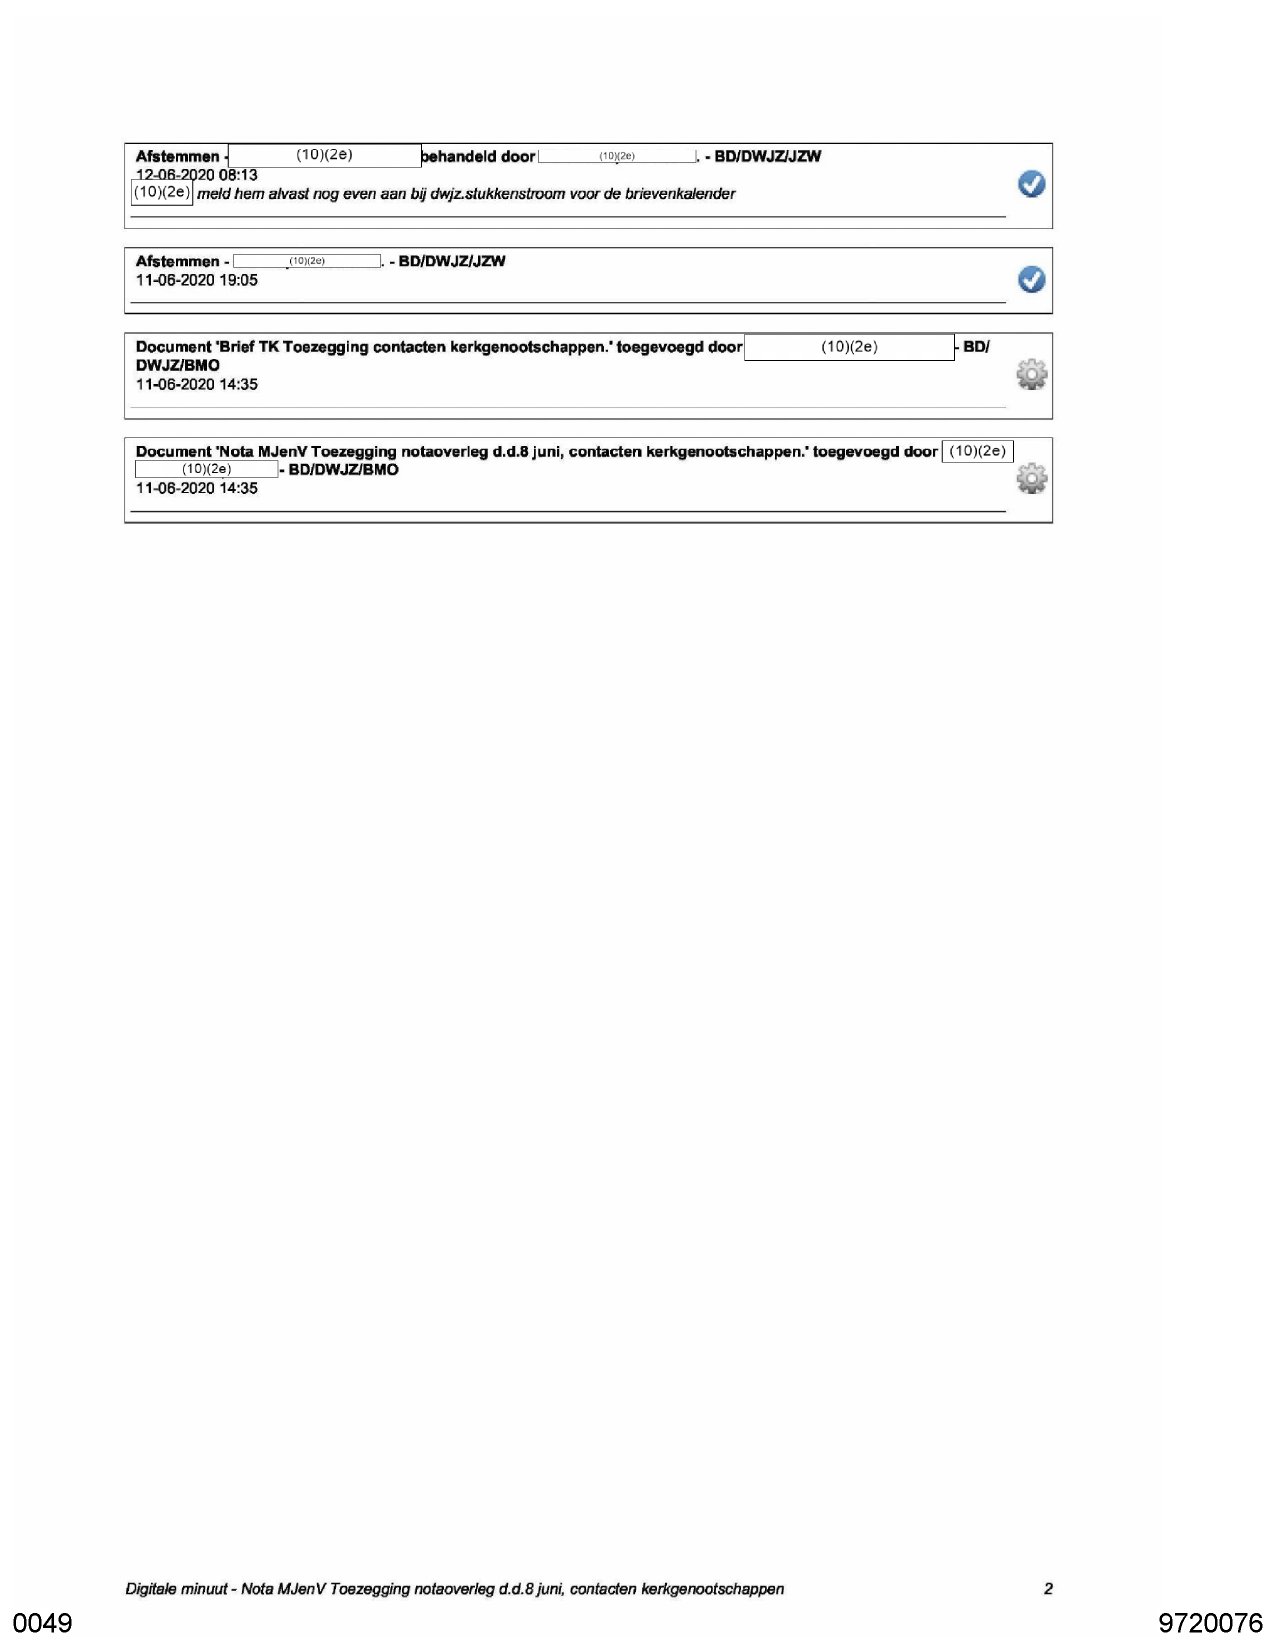 Afstemmen - (10)(2e) behandeld door (10)(2e) . - BD/DWJZ/JZW
12-06-2020 08:13
(10)(2e) meld hem alvast nog even aan bij dwjz.stukkenstroom voor de brievenkalender
Afstemmen - (10)(2e) . - BD/DWJZ/JZW
11-06-2020 19:05
Document 'Brief TK Toezegging contacten kerkgenootschappen.' toegevoegd door (10)(2e) - BD/
DWJZ/BMO
11-06-2020 14:35
Document 'Nota MJenV Toezegging notaoverleg d.d.8 juni, contacten kerkgenootschappen.' toegevoegd door (10)(2e)
(10)(2e) - BD/DWJZ/BMO
11-06-2020 14:35
Digitale minuut - Nota MJenV Toezegging notaoverleg d.d.8 juni, contacten kerkgenootschappen 2
0049 9720076